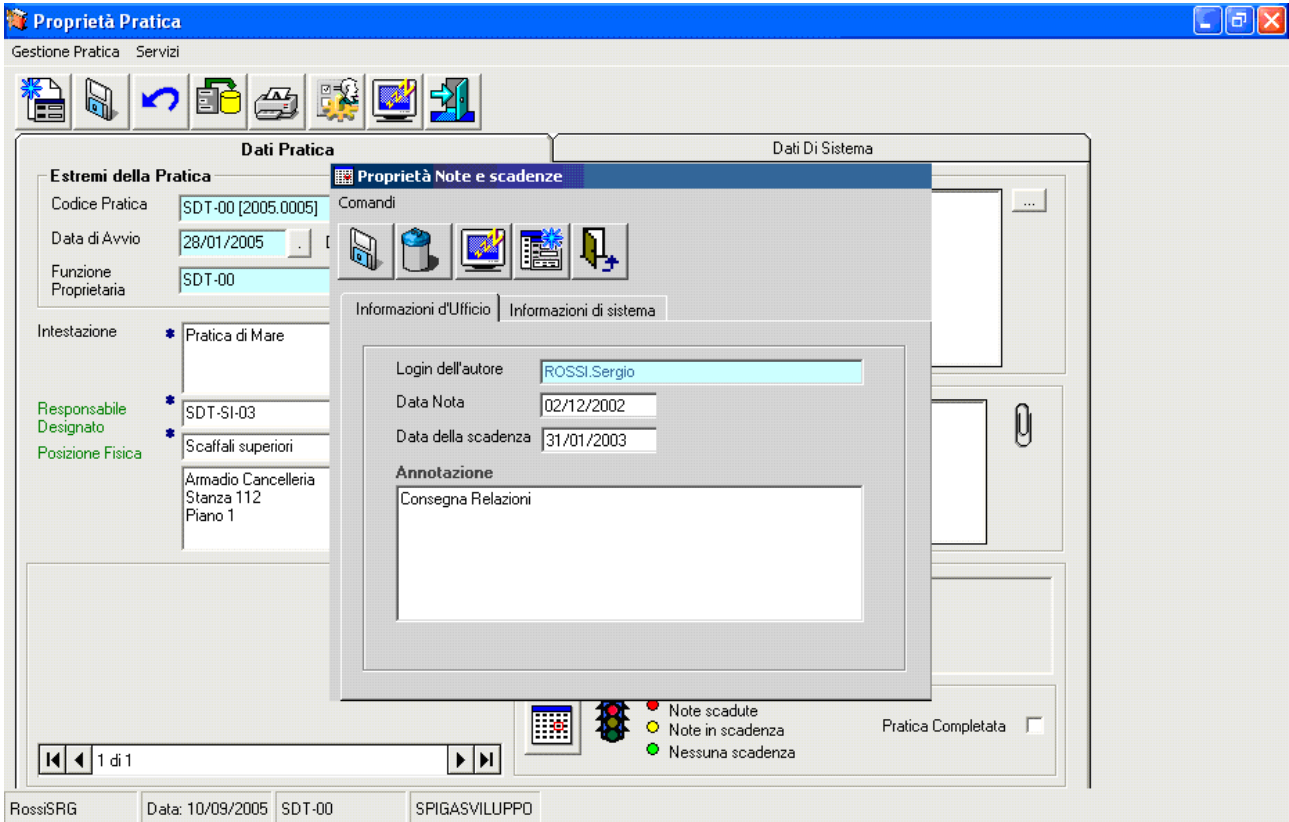 Proprietà Pratica
Gestione Pratica Servizi
Dati Pratica
Dati Di Sistema
Estremi della Pratica
Codice Pratica
SDT-00 [2005.0005]
...
Data di Avvio
28/01/2005
.
Funzione
Proprietaria
SDT-00
Intestazione
Pratica di Mare
Responsabile
Designato
SDT-SI-03
Posizione Fisica
Scaffali superiori
Armadio Cancelleria
Stanza 112
Piano 1
Proprietà Note e scadenze
Comandi
Informazioni d'Ufficio
Informazioni di sistema
Login dell'autore
ROSSI.Sergio
Data Nota
02/12/2002
Data della scadenza
31/01/2003
Annotazione
Consegna Relazioni
Note scadute
Note in scadenza
Nessuna scadenza
Pratica Completata
1 di 1
RossiSRG
Data: 10/09/2005
SDT-00
SPIGASVILUPPO